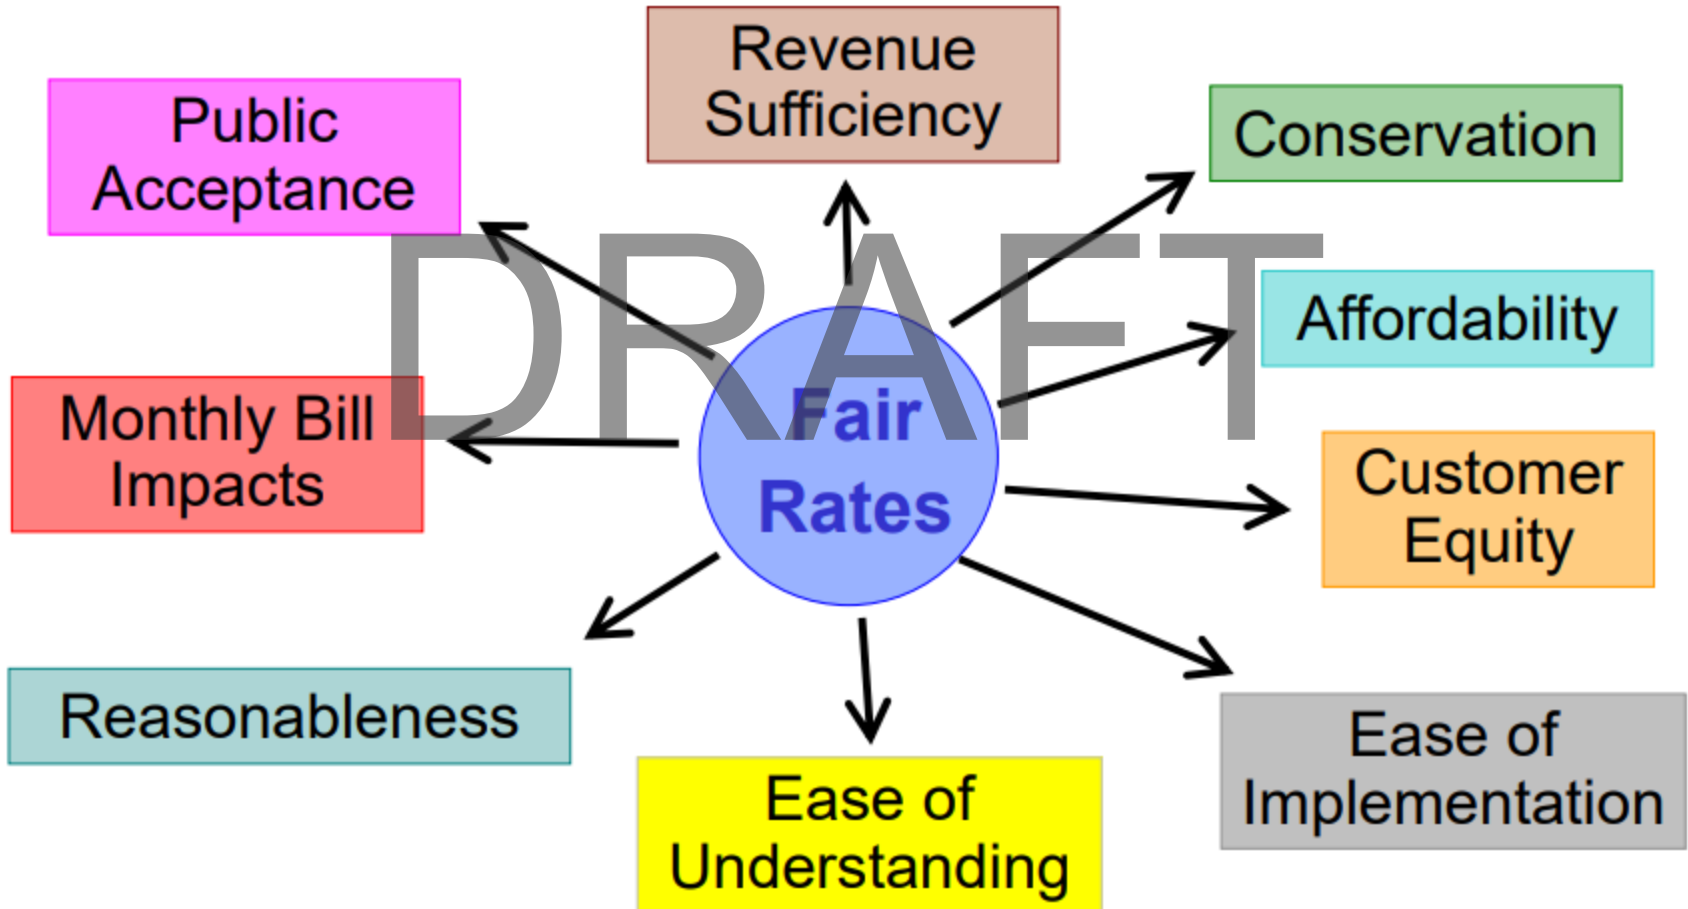 Revenue
Sufficiency
Public
Acceptance
Conservation
DRAFT
Affordability
Monthly Bill
Impacts
Fair
Rates
Customer
Equity
Reasonableness
Ease of
Implementation
Ease of
Understanding